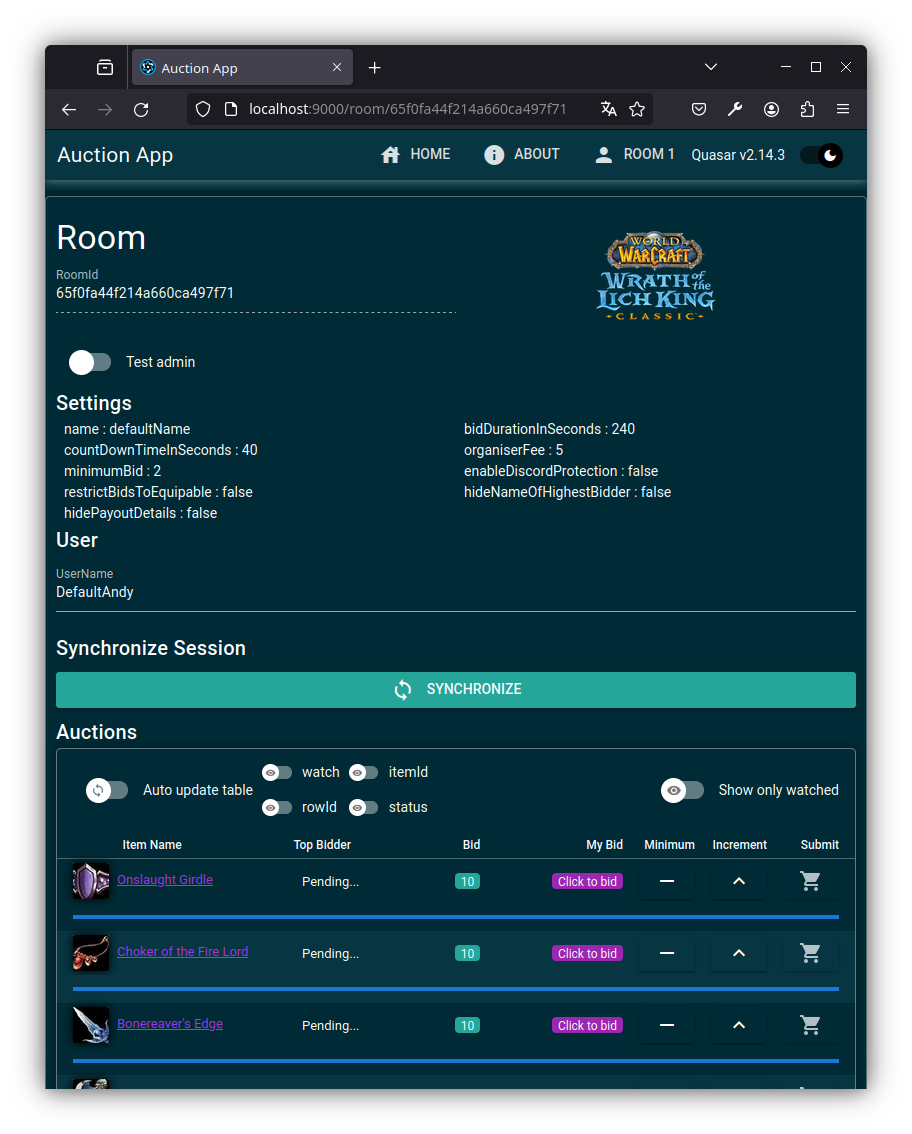 Auction App
localhost:9000/room/65f0fa44f214a660ca497f71
Auction App HOME ABOUT ROOM 1 Quasar v2.14.3
Room
RoomId
65f0fa44f214a660ca497f71
WORLD
WARCRAFT
WRATH of the
LICH KING
CLASSIC
Test admin
Settings
name : defaultName bidDurationInSeconds : 240
countDownTimeInSeconds : 40 organiserFee : 5
minimumBid : 2 enableDiscordProtection : false
restrictBidsToEquipable : false hideNameOfHighestBidder : false
hidePayoutDetails : false
User
UserName
DefaultAndy
Synchronize Session
SYNCHRONIZE
Auctions
watch itemId
Auto update table Show only watched
rowId status
Item Name Top Bidder Bid My Bid Minimum Increment Submit
Onslaught Girdle Pending... 10 Click to bid
Choker of the Fire Lord Pending... 10 Click to bid
Bonereaver's Edge Pending... 10 Click to bid